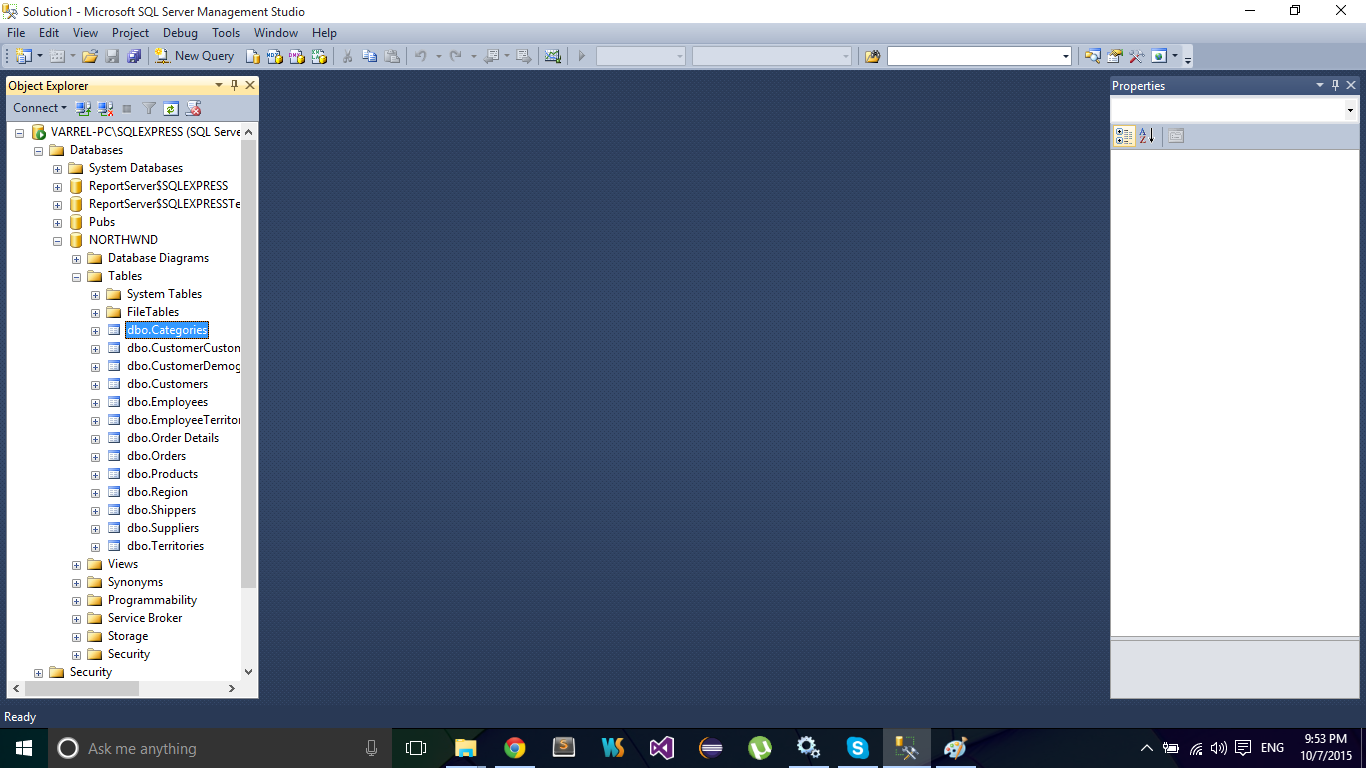 Solution1 - Microsoft SQL Server Management Studio
File Edit View Project Debug Tools Window Help
New Query
Object Explorer
Connect
VARREL-PC\SQLEXPRESS (SQL Serve
Databases
System Databases
ReportServer$SQLEXPRESS
ReportServer$SQLEXPRESSTe
Pubs
NORTHWND
Database Diagrams
Tables
System Tables
FileTables
dbo.Categories
dbo.CustomerCuston
dbo.CustomerDemog
dbo.Customers
dbo.Employees
dbo.EmployeeTerritor
dbo.Order Details
dbo.Orders
dbo.Products
dbo.Region
dbo.Shippers
dbo.Suppliers
dbo.Territories
Views
Synonyms
Programmability
Service Broker
Storage
Security
Security
Properties
Ready
Ask me anything
ENG
9:53 PM
10/7/2015